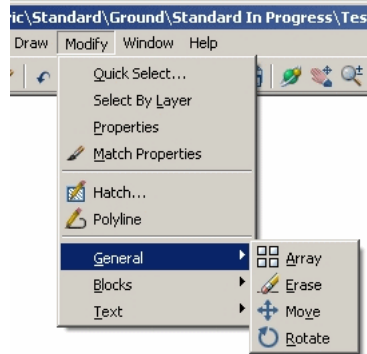 ric\Standard\Ground\Standard In Progress\Tes
Draw Modify Window Help
Quick Select...
Select By Layer
Properties
Match Properties
Hatch...
Polyline
General
Blocks
Text
Array
Erase
Move
Rotate